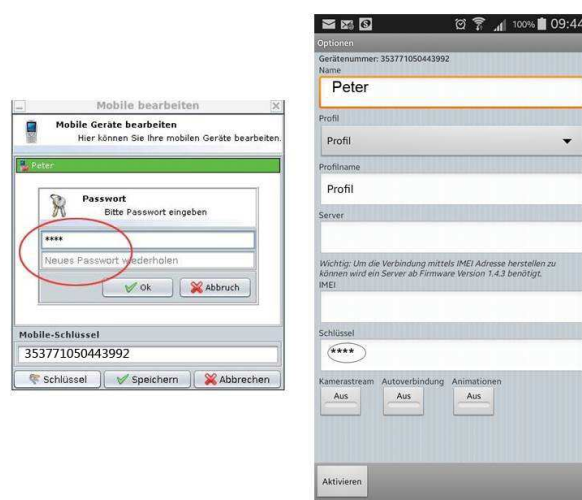 Mobile bearbeiten
Mobile Geräte bearbeiten
Hier können Sie Ihre mobilen Geräte bearbeiten.
Peter
Passwort
Bitte Passwort eingeben
****
Neues Passwort wiederholen
Ok
Abbruch
Mobile-Schlüssel
353771050443992
Schlüssel
Speichern
Abbrechen
100% 09:44
Optionen
Gerätenummer: 353771050443992
Name
Peter
Profil
Profil
Profilname
Profil
Server
Wichtig: Um die Verbindung mittels IMEI Adresse herstellen zu
können wird ein Server ab Firmware Version 1.4.3 benötigt.
IMEI
Schlüssel
****
Kamerastream Autoverbindung Animationen
Aus Aus Aus
Aktivieren